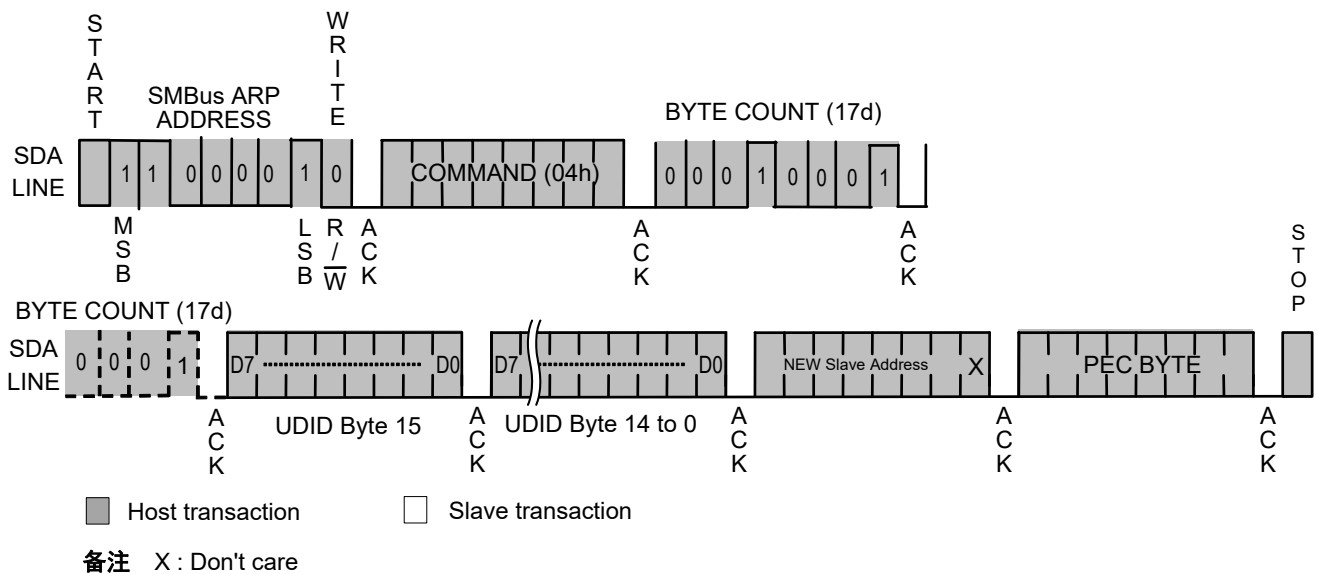 START
WRITE
SMBus ARP
ADDRESS
BYTE COUNT (17d)
SDA
LINE
1 1 0 0 0 0 1 0
COMMAND (04h)
0 0 0 1 0 0 0 1
MSB
LSB
R/W
ACK
ACK
ACK
STOP
BYTE COUNT (17d)
SDA
LINE
0 0 0 1
D7 D0
D7 D0
NEW Slave Address X
PEC BYTE
ACK
UDID Byte 15
ACK
UDID Byte 14 to 0
ACK
ACK
ACK
Host transaction
Slave transaction
备注 X : Don't care